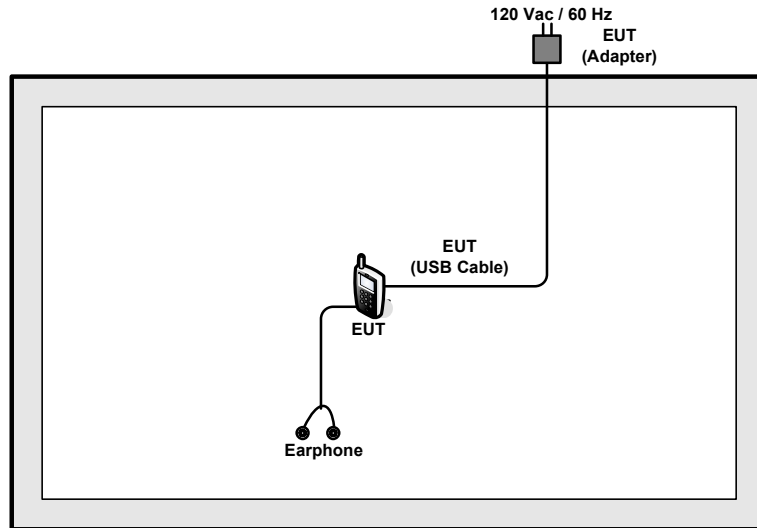 120 Vac / 60 Hz
EUT
(Adapter)
EUT
(USB Cable)
EUT
Earphone